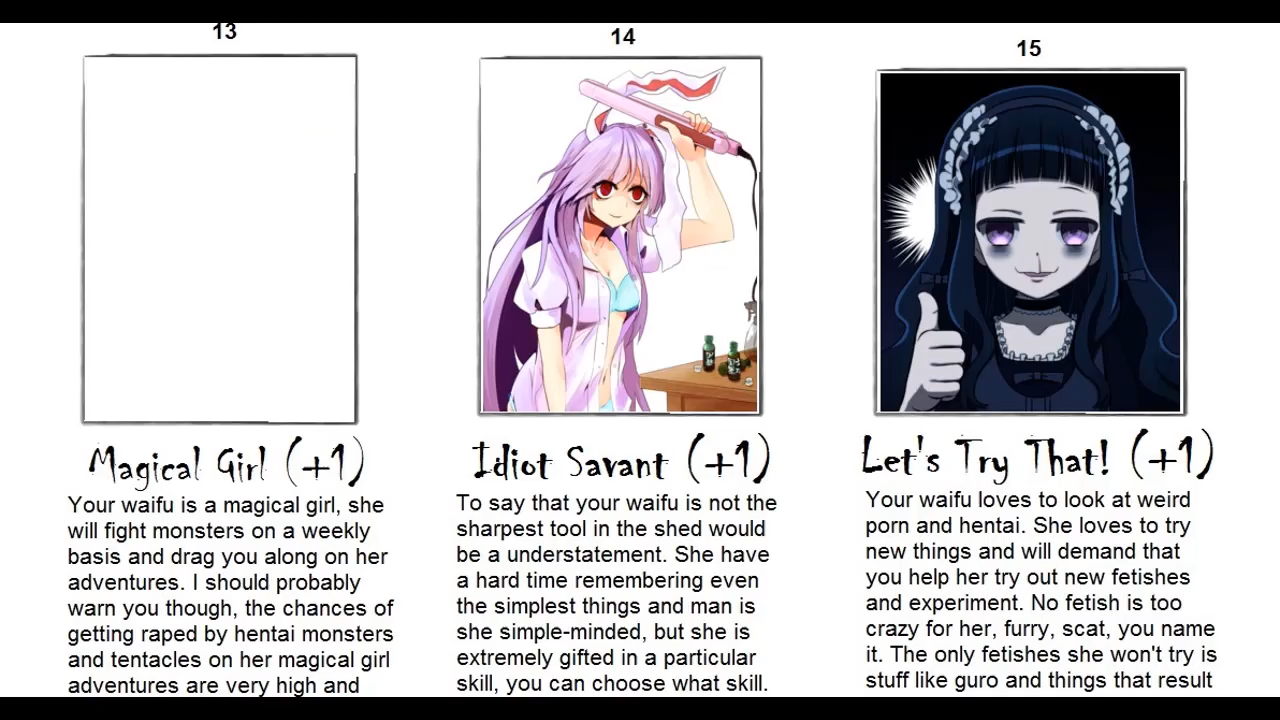 13
Magical Girl (+1)
Your waifu is a magical girl, she
will fight monsters on a weekly
basis and drag you along on her
adventures. I should probably
warn you though, the chances of
getting raped by hentai monsters
and tentacles on her magical girl
adventures are very high and
14
Idiot Savant (+1)
To say that your waifu is not the
sharpest tool in the shed would
be a understatement. She have
a hard time remembering even
the simplest things and man is
she simple-minded, but she is
extremely gifted in a particular
skill, you can choose what skill.
15
Let's Try That! (+1)
Your waifu loves to look at weird
porn and hentai. She loves to try
new things and will demand that
you help her try out new fetishes
and experiment. No fetish is too
crazy for her, furry, scat, you name
it. The only fetishes she won't try is
stuff like guro and things that result